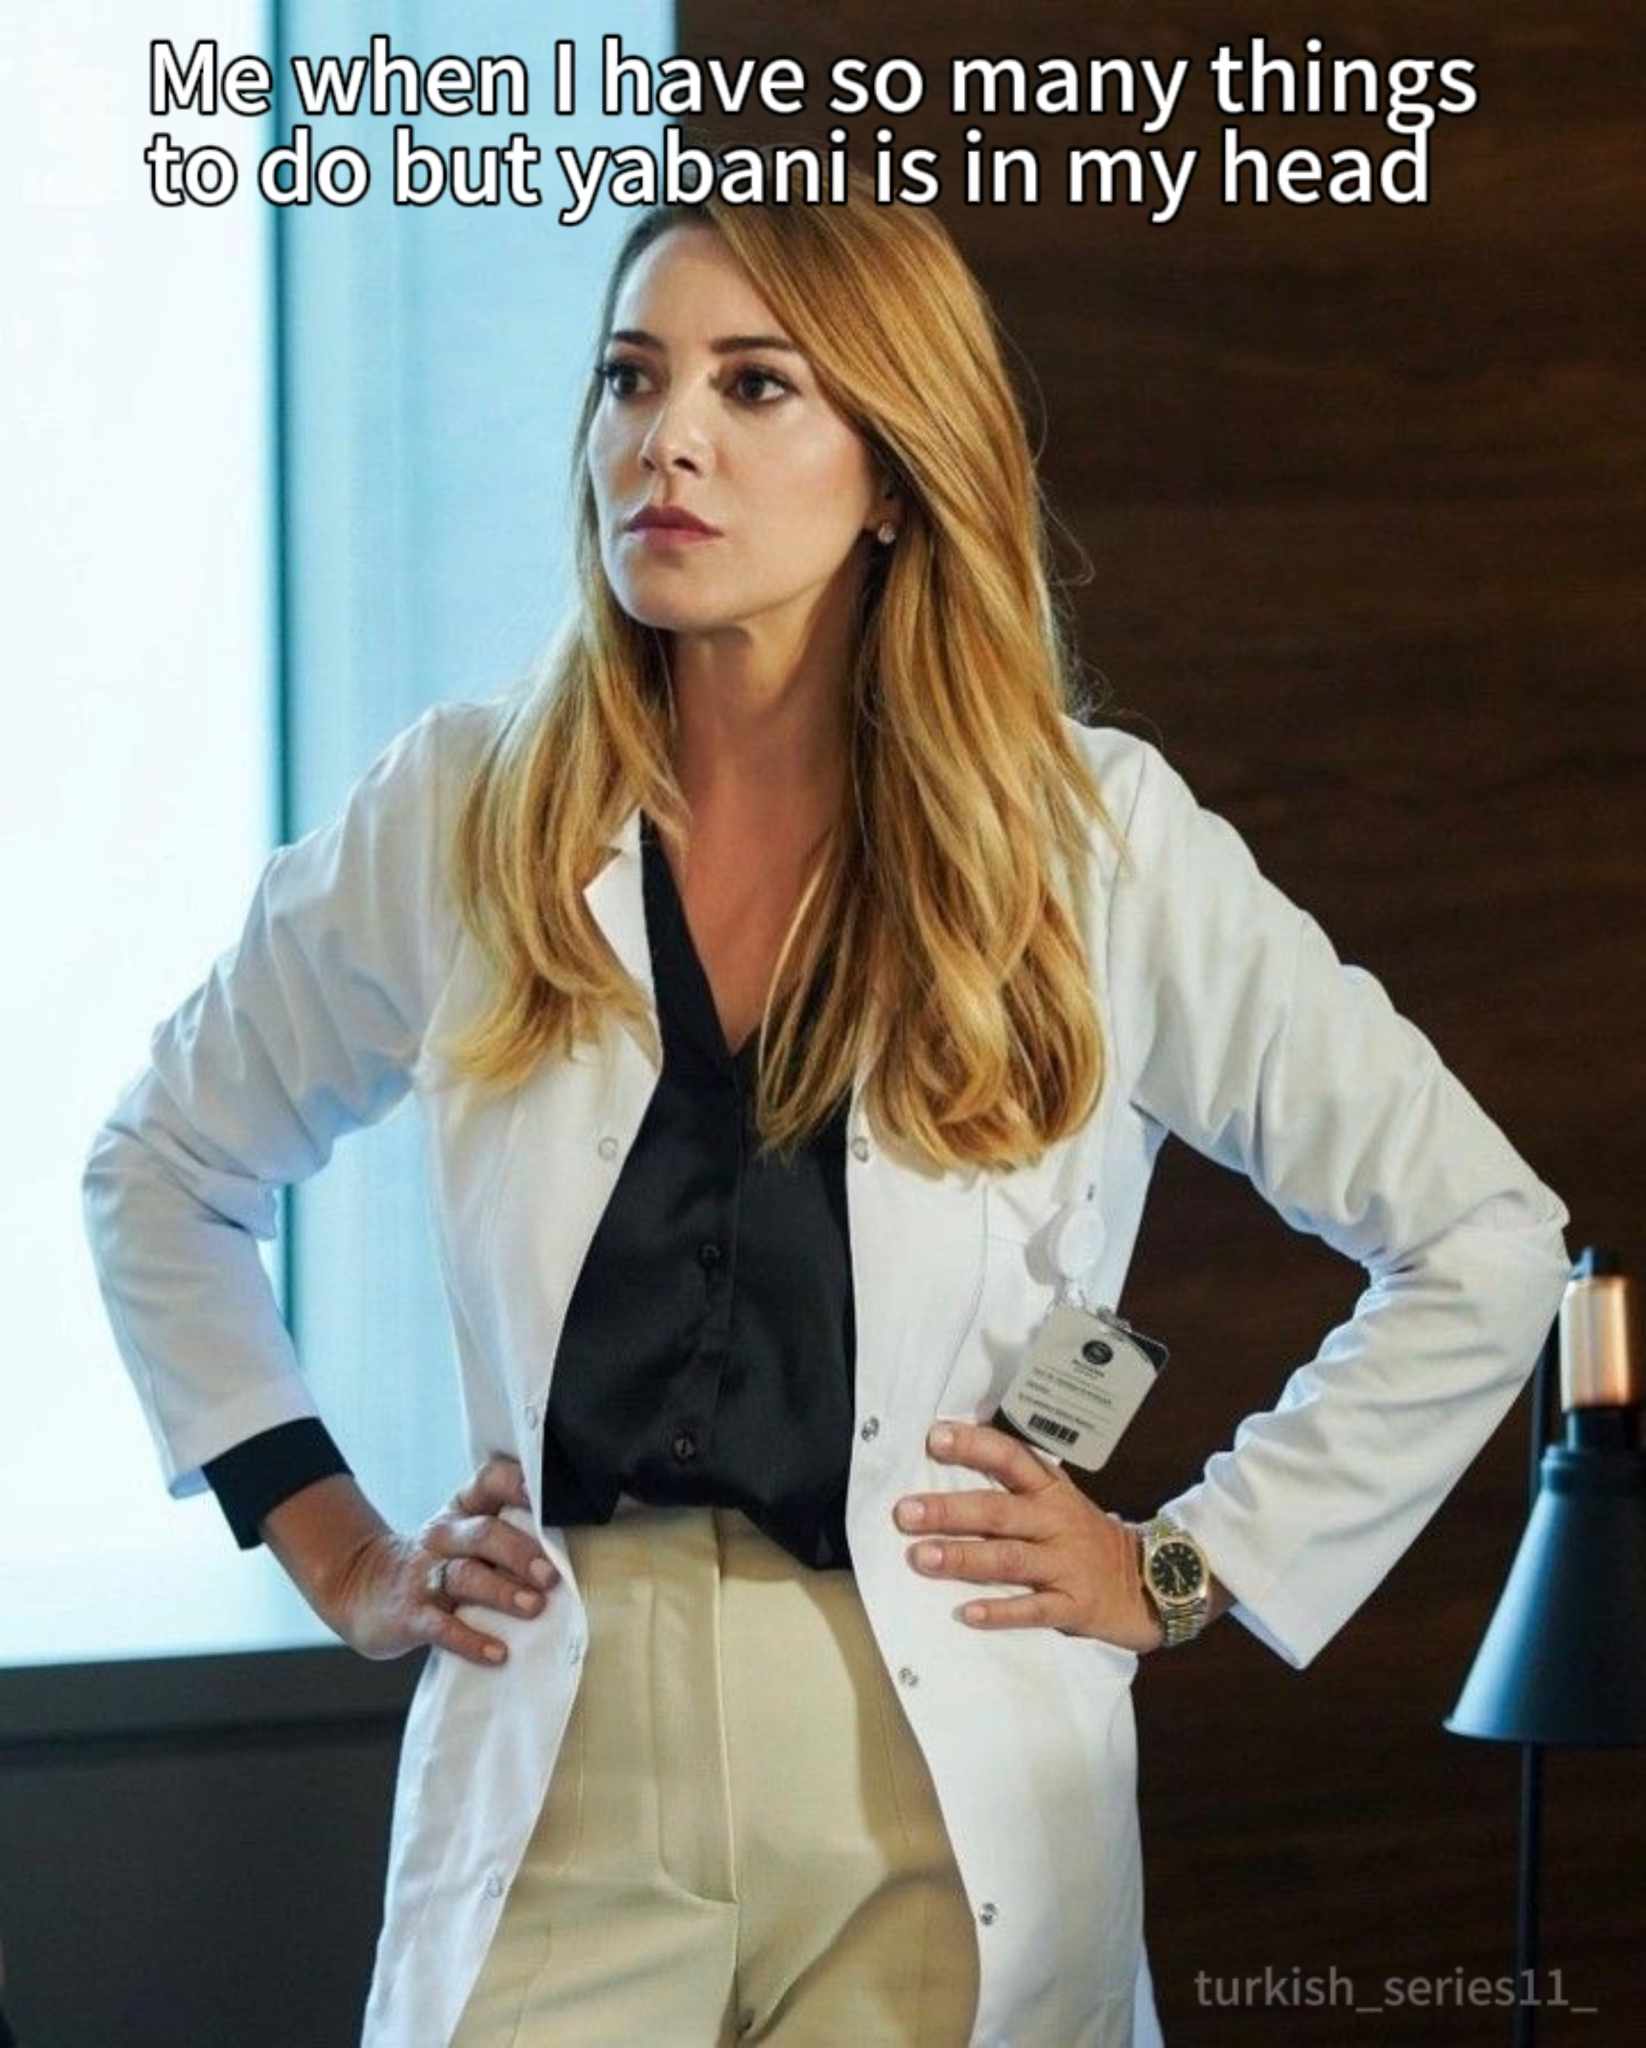 Me when I have so many things
to do but yabani is in my head
turkish_series11_